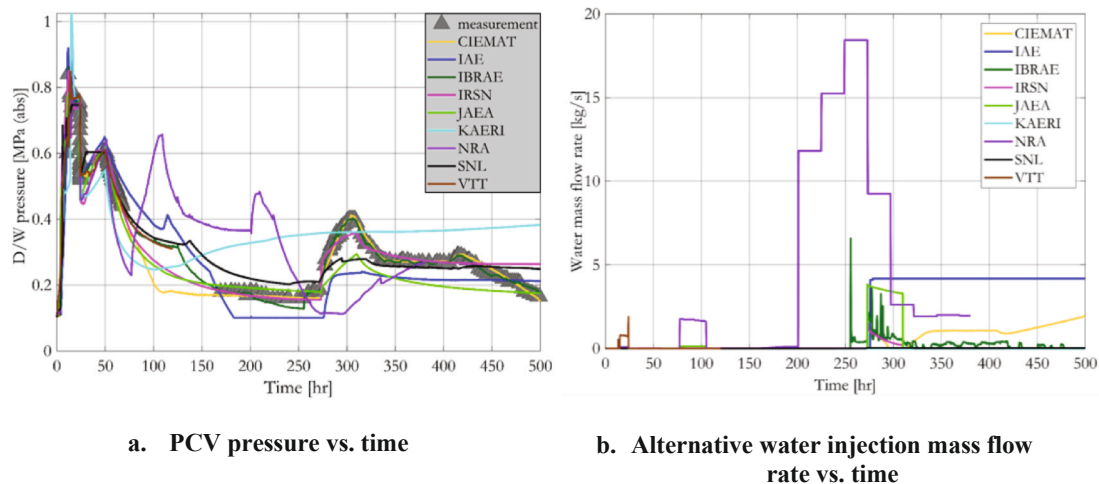 1
0.8
0.6
0.4
0.2
0
D/W pressure [MPa (abs)]
0
50
100
150
200
250
300
350
400
450
500
Time [hr]
measurement
CIEMAT
IAE
IBRAE
IRSN
JAEA
KAERI
NRA
SNL
VTT
a. PCV pressure vs. time
20
15
10
5
0
Water mass flow rate [kg/s]
0
50
100
150
200
250
300
350
400
450
500
Time [hr]
CIEMAT
IAE
IBRAE
IRSN
JAEA
KAERI
NRA
SNL
VTT
b. Alternative water injection mass flow
rate vs. time